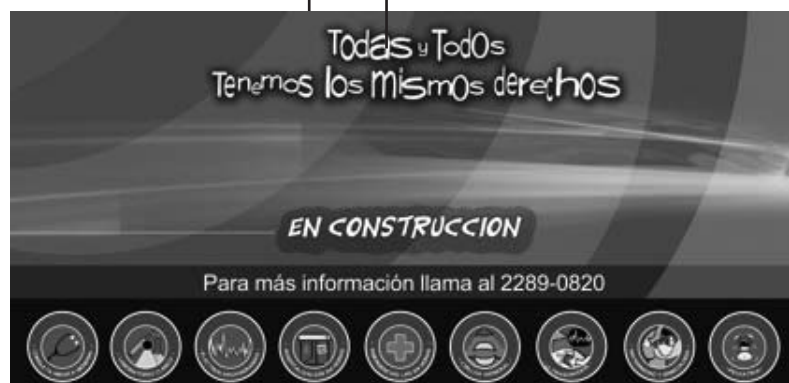 Todas y Todos
Tenemos los mismos derechos
EN CONSTRUCCION
Para más información llama al 2289-0820